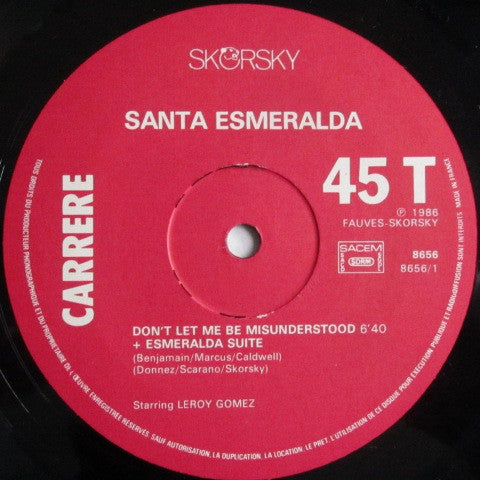 SKORSKY
SANTA ESMERALDA
CARRERE
45 T
℗ 1986
FAUVES-SKORSKY
SACEM
SDRM
8656
8656/1
DON'T LET ME BE MISUNDERSTOOD 6'40
+ ESMERALDA SUITE
(Benjamain/Marcus/Caldwell)
(Donnez/Scarano/Skorsky)
Starring LEROY GOMEZ
TOUS DROITS DU PRODUCTEUR PHONOGRAPHIQUE ET DU PROPRIETAIRE DE L'ŒUVRE ENREGISTREE RESERVES SAUF AUTORISATION. LA DUPLICATION, LA LOCATION, LE PRET, L'UTILISATION DE CE DISQUE POUR EXECUTION PUBLIQUE ET RADIODIFFUSION SONT INTERDITS MADE IN FRANCE